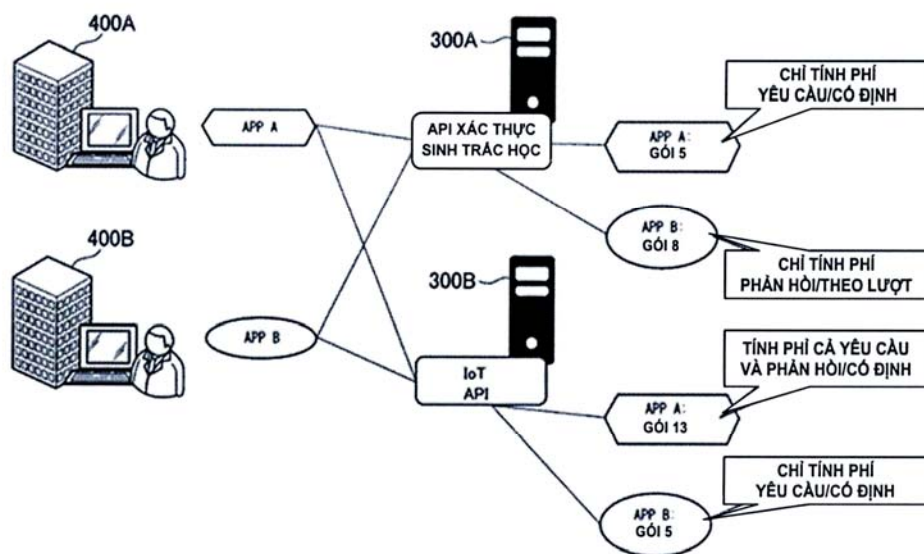 400A
300A
CHỈ TÍNH PHÍ
YÊU CẦU/CỐ ĐỊNH
APP A
API XÁC THỰC
SINH TRẮC HỌC
APP A:
GÓI 5
400B
APP B:
GÓI 8
300B
CHỈ TÍNH PHÍ
PHẢN HỒI/THEO LƯỢT
APP B
TÍNH PHÍ CẢ YÊU CẦU
VÀ PHẢN HỒI/CỐ ĐỊNH
IoT
API
APP A:
GÓI 13
CHỈ TÍNH PHÍ
YÊU CẦU/CỐ ĐỊNH
APP B:
GÓI 5